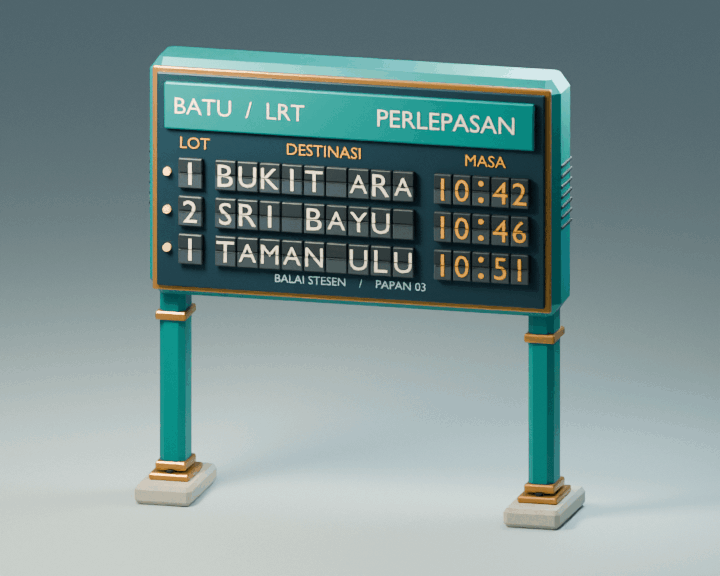 BATU / LRT PERLEPASAN
LOT DESTINASI MASA
1 BUKIT ARA 10:42
2 SRI BAYU 10:46
1 TAMAN ULU 10:51
BALAI STESEN / PAPAN 03